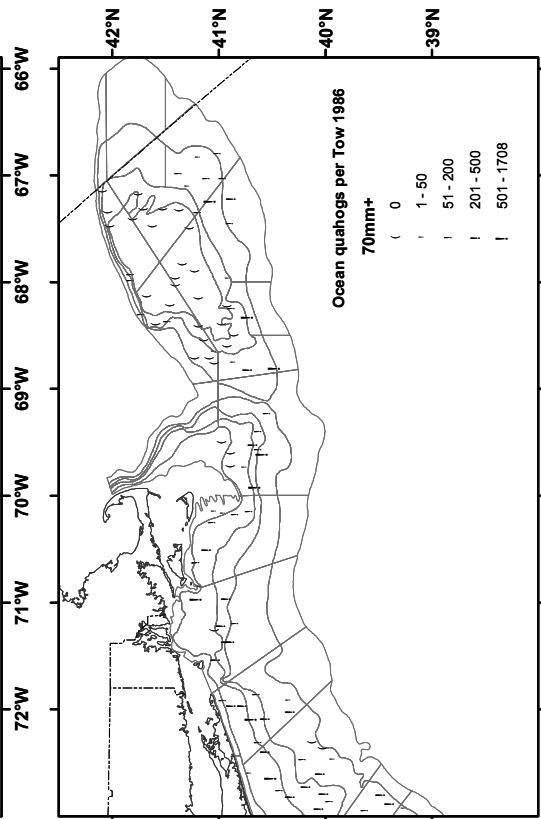 72°W
71°W
70°W
69°W
68°W
67°W
66°W
42°N
41°N
40°N
39°N
Ocean quahogs per Tow 1986
70mm+
( 0
1 - 50
51 - 200
! 201 - 500
! 501 - 1708